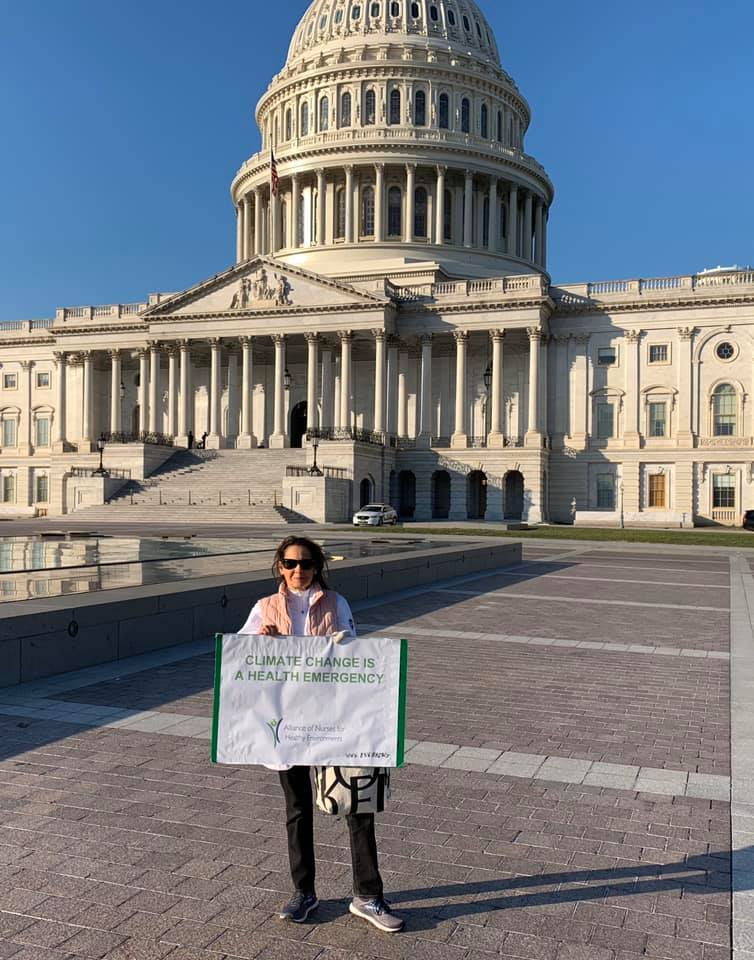 CLIMATE CHANGE IS
A HEALTH EMERGENCY
Alliance of Nurses for
Healthy Environments